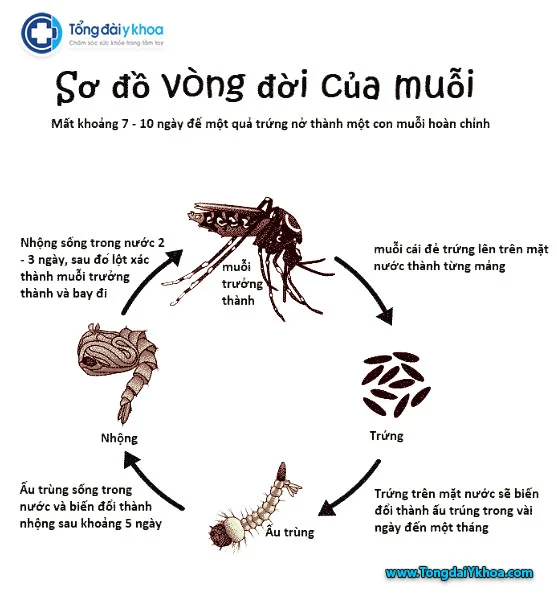 Tổng đài y khoa
Chăm sóc sức khỏe trong tầm tay
Sơ đồ vòng đời của muỗi
Mất khoảng 7 - 10 ngày để một quả trứng nở thành một con muỗi hoàn chỉnh
Nhộng sống trong nước 2
- 3 ngày, sau đó lột xác
thành muỗi trưởng
thành và bay đi
muỗi
trưởng
thành
muỗi cái đẻ trứng lên trên mặt
nước thành từng mảng
Nhộng
Trứng
Ấu trùng sống trong
nước và biến đổi thành
nhộng sau khoảng 5 ngày
Ấu trùng
Trứng trên mặt nước sẽ biến
đổi thành ấu trúng trong vài
ngày đến một tháng
www.TongdaiYkhoa.com